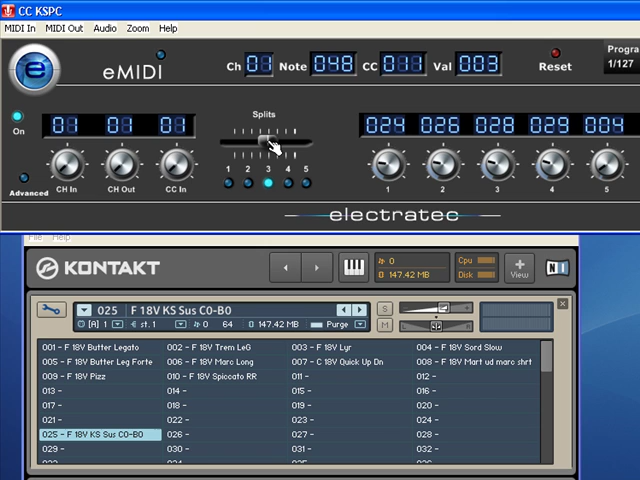 CC KSPC
MIDI In MIDI Out Audio Zoom Help
e eMIDI Ch 01 Note 048 CC 011 Val 003 Reset Progra
1/127
On 01 01 01 Splits 024 026 028 029 004
1 2 3 4 5
Advanced CH In CH Out CC In 1 2 3 4 5
electratec
File Help
KONTAKT 0 147.42 MB Cpu Disk + View N I
025 F 18V KS Sus C0-B0 S
[A] 1 st. 1 0 64 147.42 MB Purge M
001 - F 18V Butter Legato 002 - F 18V Trem LeG 003 - F 18V Lyr 004 - F 18V Sord Slow
005 - F 18V Butter Leg Forte 006 - F 18V Marc Long 007 - C 18V Quick Up Dn 008 - F 18V Mart ud marc shrt
009 - F 18V Pizz 010 - F 18V Spiccato RR 011 - 012 -
013 - 014 - 015 - 016 -
017 - 018 - 019 - 020 -
021 - 022 - 023 - 024 -
025 - F 18V KS Sus C0-B0 026 - 027 - 028 -
029 - 030 - 031 - 032 -